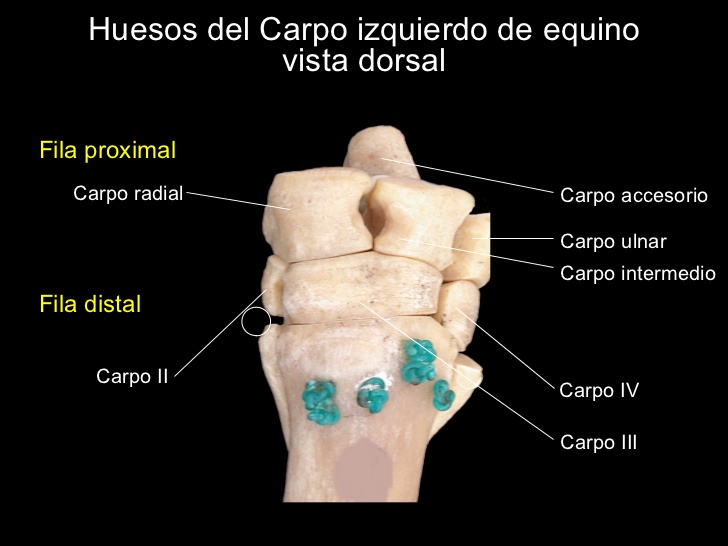 Huesos del Carpo izquierdo de equino
vista dorsal
Fila proximal
Carpo radial
Carpo accesorio
Carpo ulnar
Carpo intermedio
Fila distal
Carpo II
Carpo IV
Carpo III